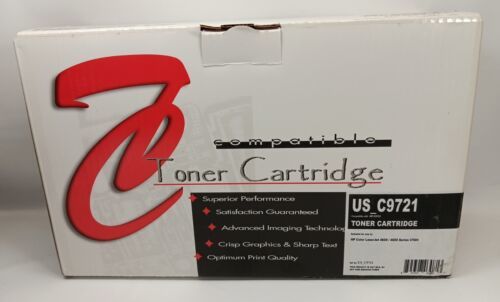 compatible
Toner Cartridge
Superior Performance
Satisfaction Guaranteed
Advanced Imaging Technolog
Crisp Graphics & Sharp Text
Optimum Print Quality
US C9721
TONER CARTRIDGE